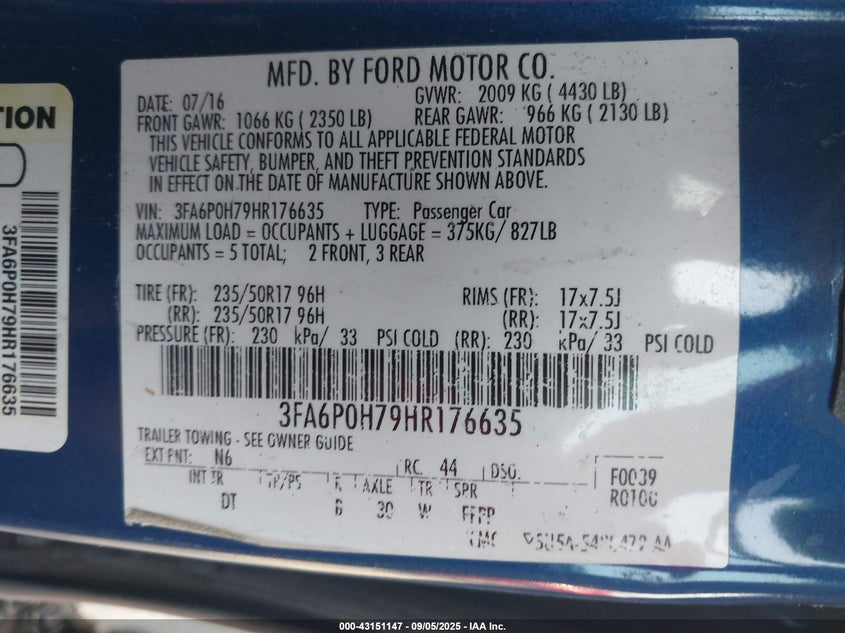 TION
3FA6P0H79HR176635
MFD. BY FORD MOTOR CO.
DATE: 07/16 GVWR: 2009 KG ( 4430 LB)
FRONT GAWR: 1066 KG ( 2350 LB) REAR GAWR: 966 KG ( 2130 LB)
THIS VEHICLE CONFORMS TO ALL APPLICABLE FEDERAL MOTOR
VEHICLE SAFETY, BUMPER, AND THEFT PREVENTION STANDARDS
IN EFFECT ON THE DATE OF MANUFACTURE SHOWN ABOVE.
VIN: 3FA6P0H79HR176635 TYPE: Passenger Car
MAXIMUM LOAD = OCCUPANTS + LUGGAGE = 375KG/ 827LB
OCCUPANTS = 5 TOTAL; 2 FRONT, 3 REAR
TIRE (FR): 235/50R17 96H RIMS (FR): 17x7.5J
(RR): 235/50R17 96H (RR): 17x7.5J
PRESSURE (FR): 230 kPa/ 33 PSI COLD (RR): 230 kPa/ 33 PSI COLD
3FA6P0H79HR176635
TRAILER TOWING - SEE OWNER GUIDE
EXT PNT: N6 RC: 44 DSO:
INT TR TP/PS R AXLE TR SPR
F0039
DT B 30 W
000-43151147 - 09/05/2025 - IAA Inc.